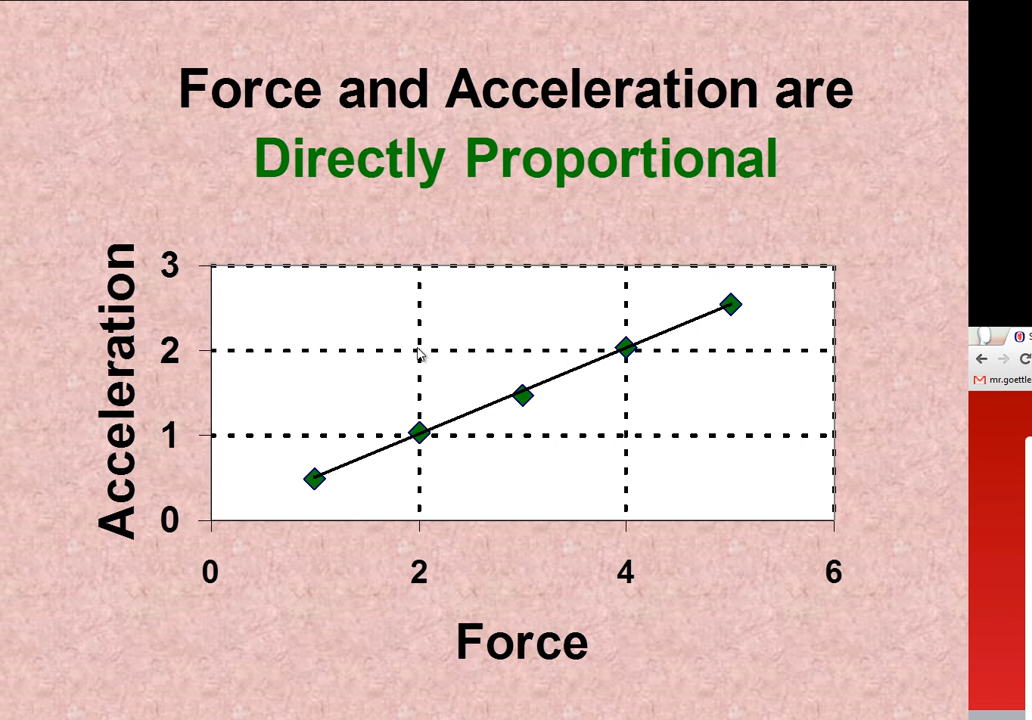 Force and Acceleration are
Directly Proportional
Acceleration
3
2
1
0
0 2 4 6
Force
mr.goettle